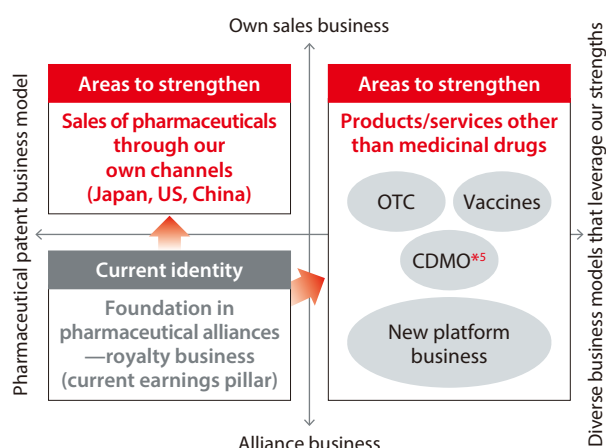 Own sales business
Pharmaceutical patent business model
Areas to strengthen
Sales of pharmaceuticals
through our
own channels
(Japan, US, China)
Current identity
Foundation in
pharmaceutical alliances
—royalty business
(current earnings pillar)
Areas to strengthen
Products/services other
than medicinal drugs
OTC
Vaccines
CDMO*5
New platform
business
Diverse business models that leverage our strengths
Alliance business